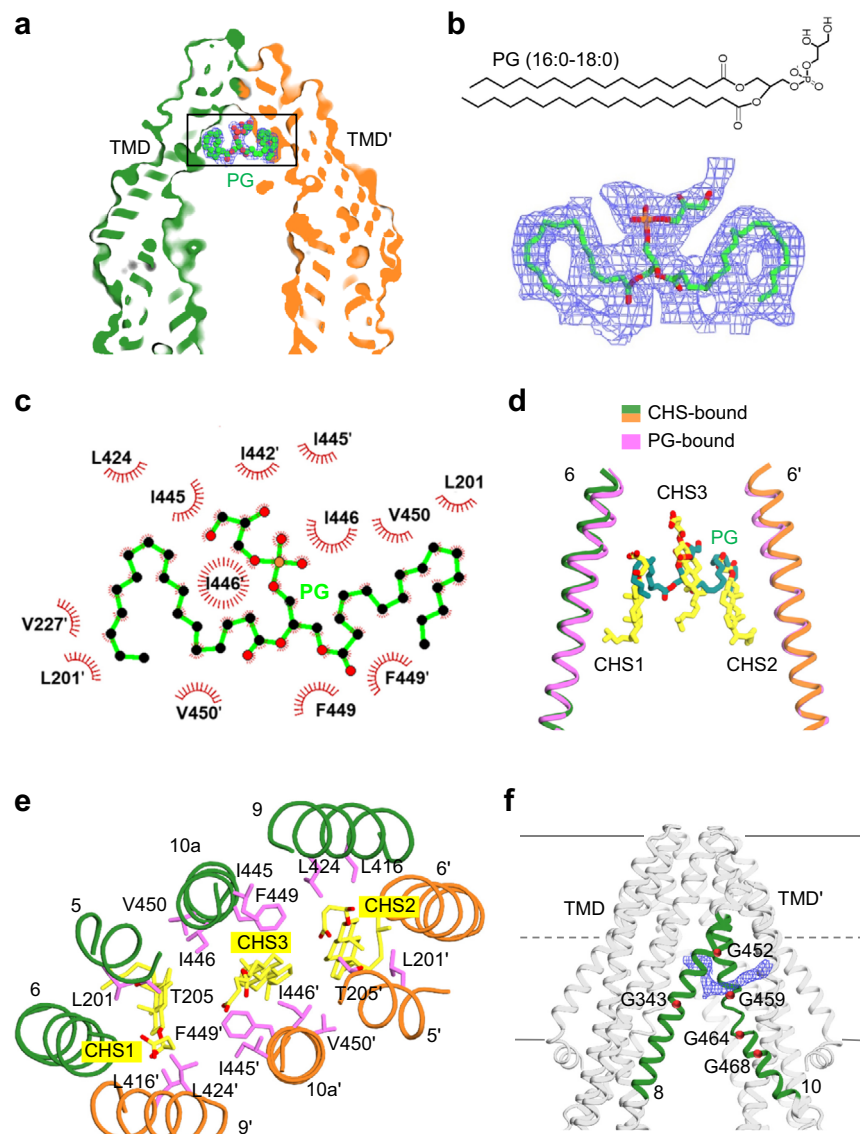 a
TMD
TMD'
PG
b
PG (16:0-18:0)
OH
OH
O
O
P
O
O
O
O
O
O
O
c
L424
I445
I442'
I445'
L201
I446
V450
I446'
PG
V227'
L201'
V450'
F449
F449'
d
CHS-bound
PG-bound
6
6'
CHS3
PG
CHS1
CHS2
e
9
10a
I445
L424
L416
6'
5
V450
F449
CHS2
CHS3
I446
L201'
6
L201
T205
I446'
T205'
F449'
V450'
5'
CHS1
L416'
I445'
L424'
10a'
9'
f
TMD
TMD'
G452
G343
G459
G464
G468
8
10